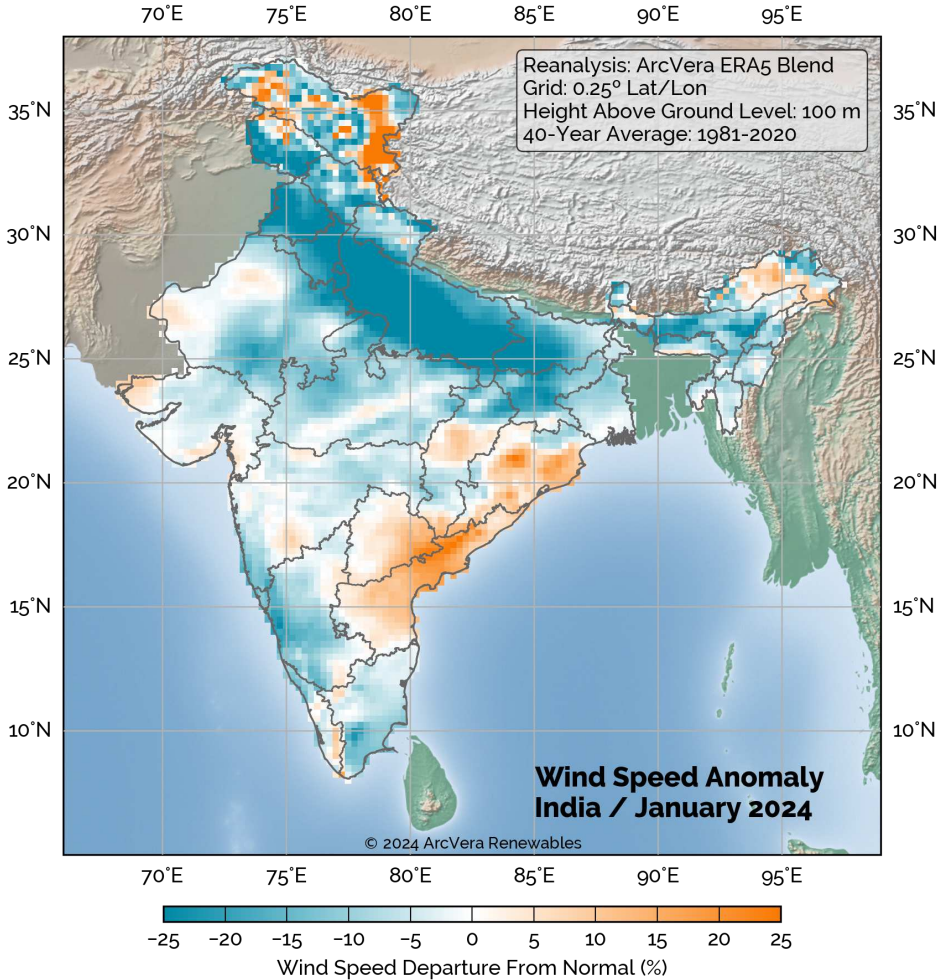 70°E 75°E 80°E 85°E 90°E 95°E
Reanalysis: ArcVera ERA5 Blend
Grid: 0.25° Lat/Lon
Height Above Ground Level: 100 m
40-Year Average: 1981-2020
35°N 35°N
30°N 30°N
25°N 25°N
20°N 20°N
15°N 15°N
10°N 10°N
Wind Speed Anomaly
India / January 2024
© 2024 ArcVera Renewables
70°E 75°E 80°E 85°E 90°E 95°E
−25 −20 −15 −10 −5 0 5 10 15 20 25
Wind Speed Departure From Normal (%)